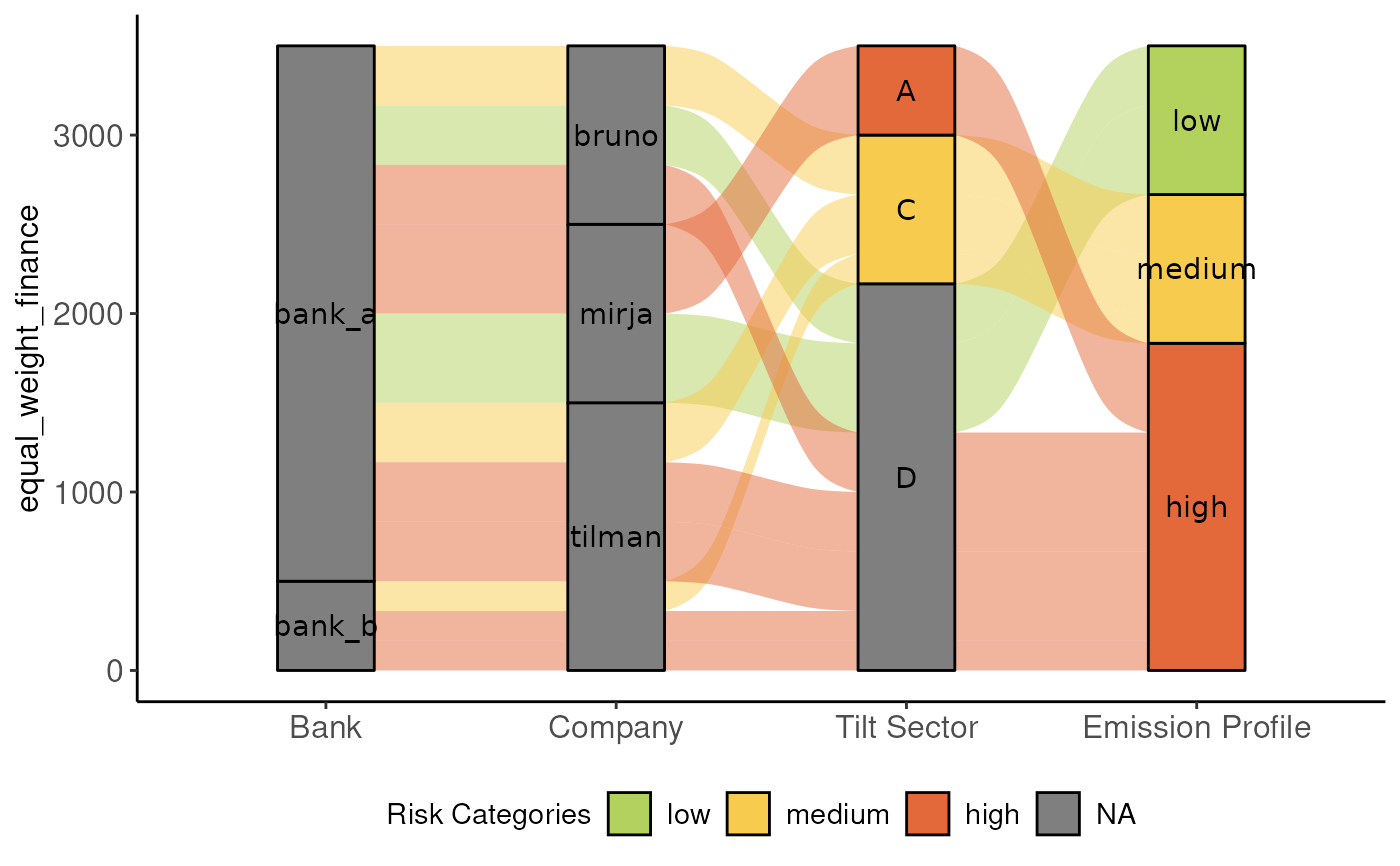 equal_weight_finance
3000
2000
1000
0
bank_a
bank_b
bruno
mirja
tilman
A
C
D
low
medium
high
Bank Company Tilt Sector Emission Profile
Risk Categories low medium high NA